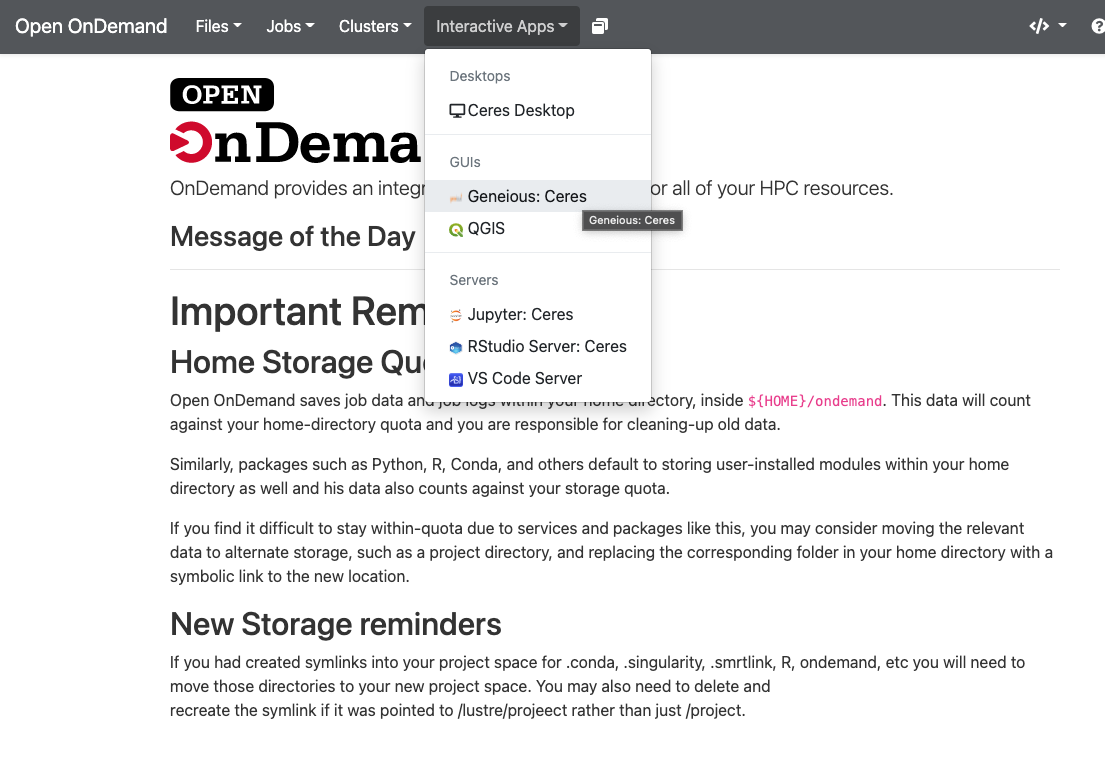 Open OnDemand Files Jobs Clusters Interactive Apps
Desktops
Ceres Desktop
GUIs
Geneious: Ceres
Geneious: Ceres
QGIS
Servers
Jupyter: Ceres
RStudio Server: Ceres
VS Code Server
OPEN
OnDema
OnDemand provides an or all of your HPC resources.
Message of the Day
Important
Home Storage
Open OnDemand saves job data and job logs within your home directory, inside ${HOME}/ondemand. This data will count
against your home-directory quota and you are responsible for cleaning-up old data.
Similarly, packages such as Python, R, Conda, and others default to storing user-installed modules within your home
directory as well and his data also counts against your storage quota.
If you find it difficult to stay within-quota due to services and packages like this, you may consider moving the relevant
data to alternate storage, such as a project directory, and replacing the corresponding folder in your home directory with a
symbolic link to the new location.
New Storage reminders
If you had created symlinks into your project space for .conda, .singularity, .smrtlink, R, ondemand, etc you will need to
move those directories to your new project space. You may also need to delete and
recreate the symlink if it was pointed to /lustre/projeect rather than just /project.